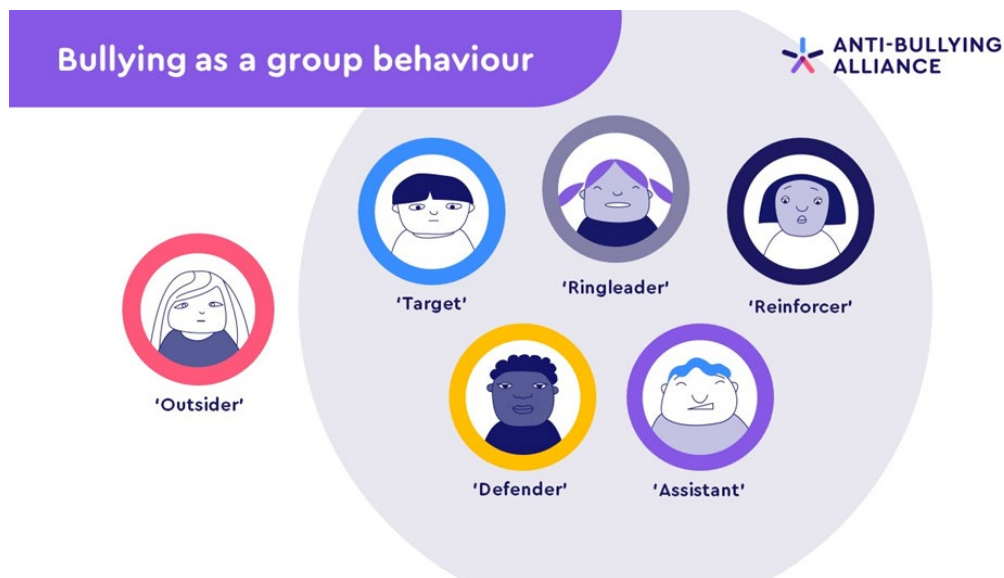 Bullying as a group behaviour
ANTI-BULLYING
ALLIANCE
'Target'
'Ringleader'
'Reinforcer'
'Outsider'
'Defender'
'Assistant'